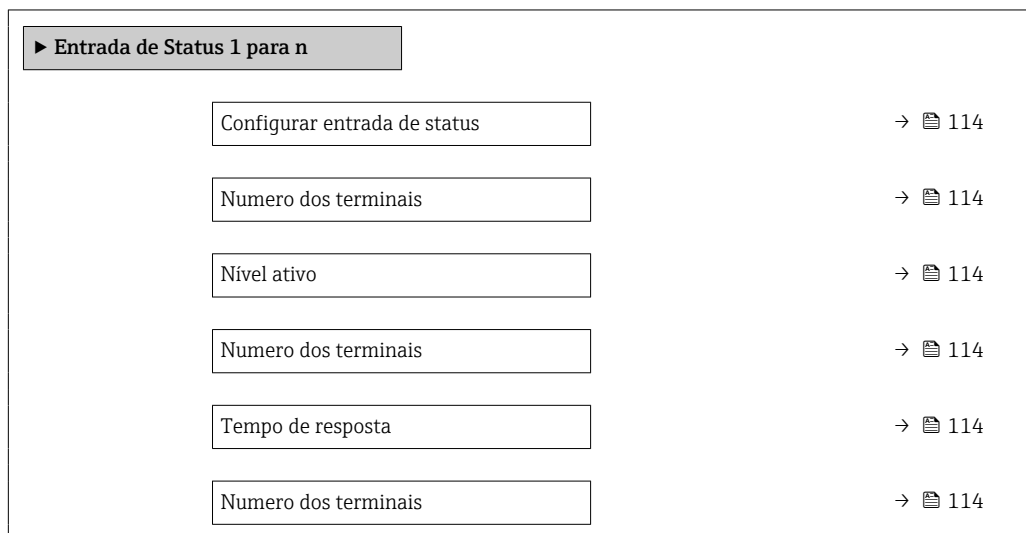 ▶ Entrada de Status 1 para n
Configurar entrada de status → 114
Numero dos terminais → 114
Nível ativo → 114
Numero dos terminais → 114
Tempo de resposta → 114
Numero dos terminais → 114